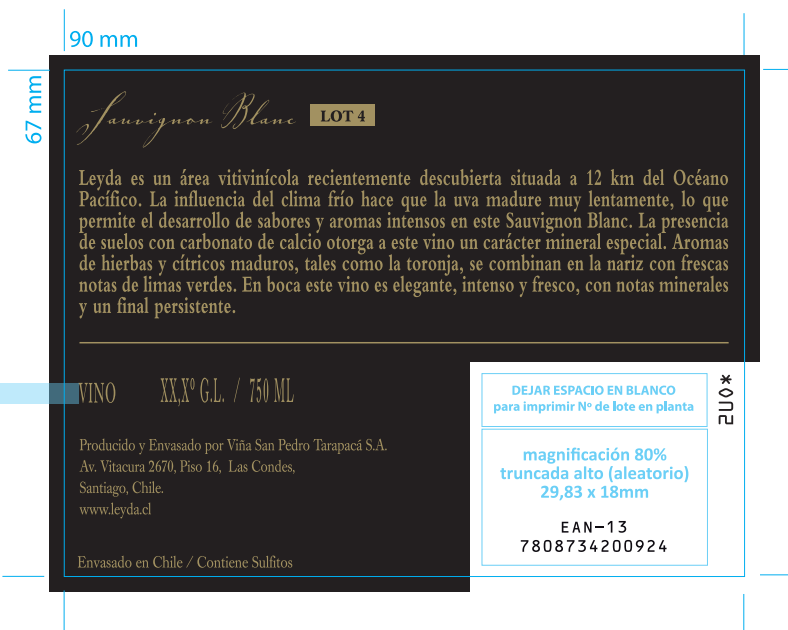 90 mm
67 mm
Sauvignon Blanc LOT 4
Leyda es un área vitivinícola recientemente descubierta situada a 12 km del Océano
Pacífico. La influencia del clima frío hace que la uva madure muy lentamente, lo que
permite el desarrollo de sabores y aromas intensos en este Sauvignon Blanc. La presencia
de suelos con carbonato de calcio otorga a este vino un carácter mineral especial. Aromas
de hierbas y cítricos maduros, tales como la toronja, se combinan en la nariz con frescas
notas de limas verdes. En boca este vino es elegante, intenso y fresco, con notas minerales
y un final persistente.
VINO XX,Xº G.L. / 750 ML
Producido y Envasado por Viña San Pedro Tarapacá S.A.
Av. Vitacura 2670, Piso 16, Las Condes,
Santiago, Chile.
www.leyda.cl
Envasado en Chile / Contiene Sulfitos
DEJAR ESPACIO EN BLANCO
para imprimir Nº de lote en planta
magnificación 80%
truncada alto (aleatorio)
29,83 x 18mm
EAN-13
7808734200924